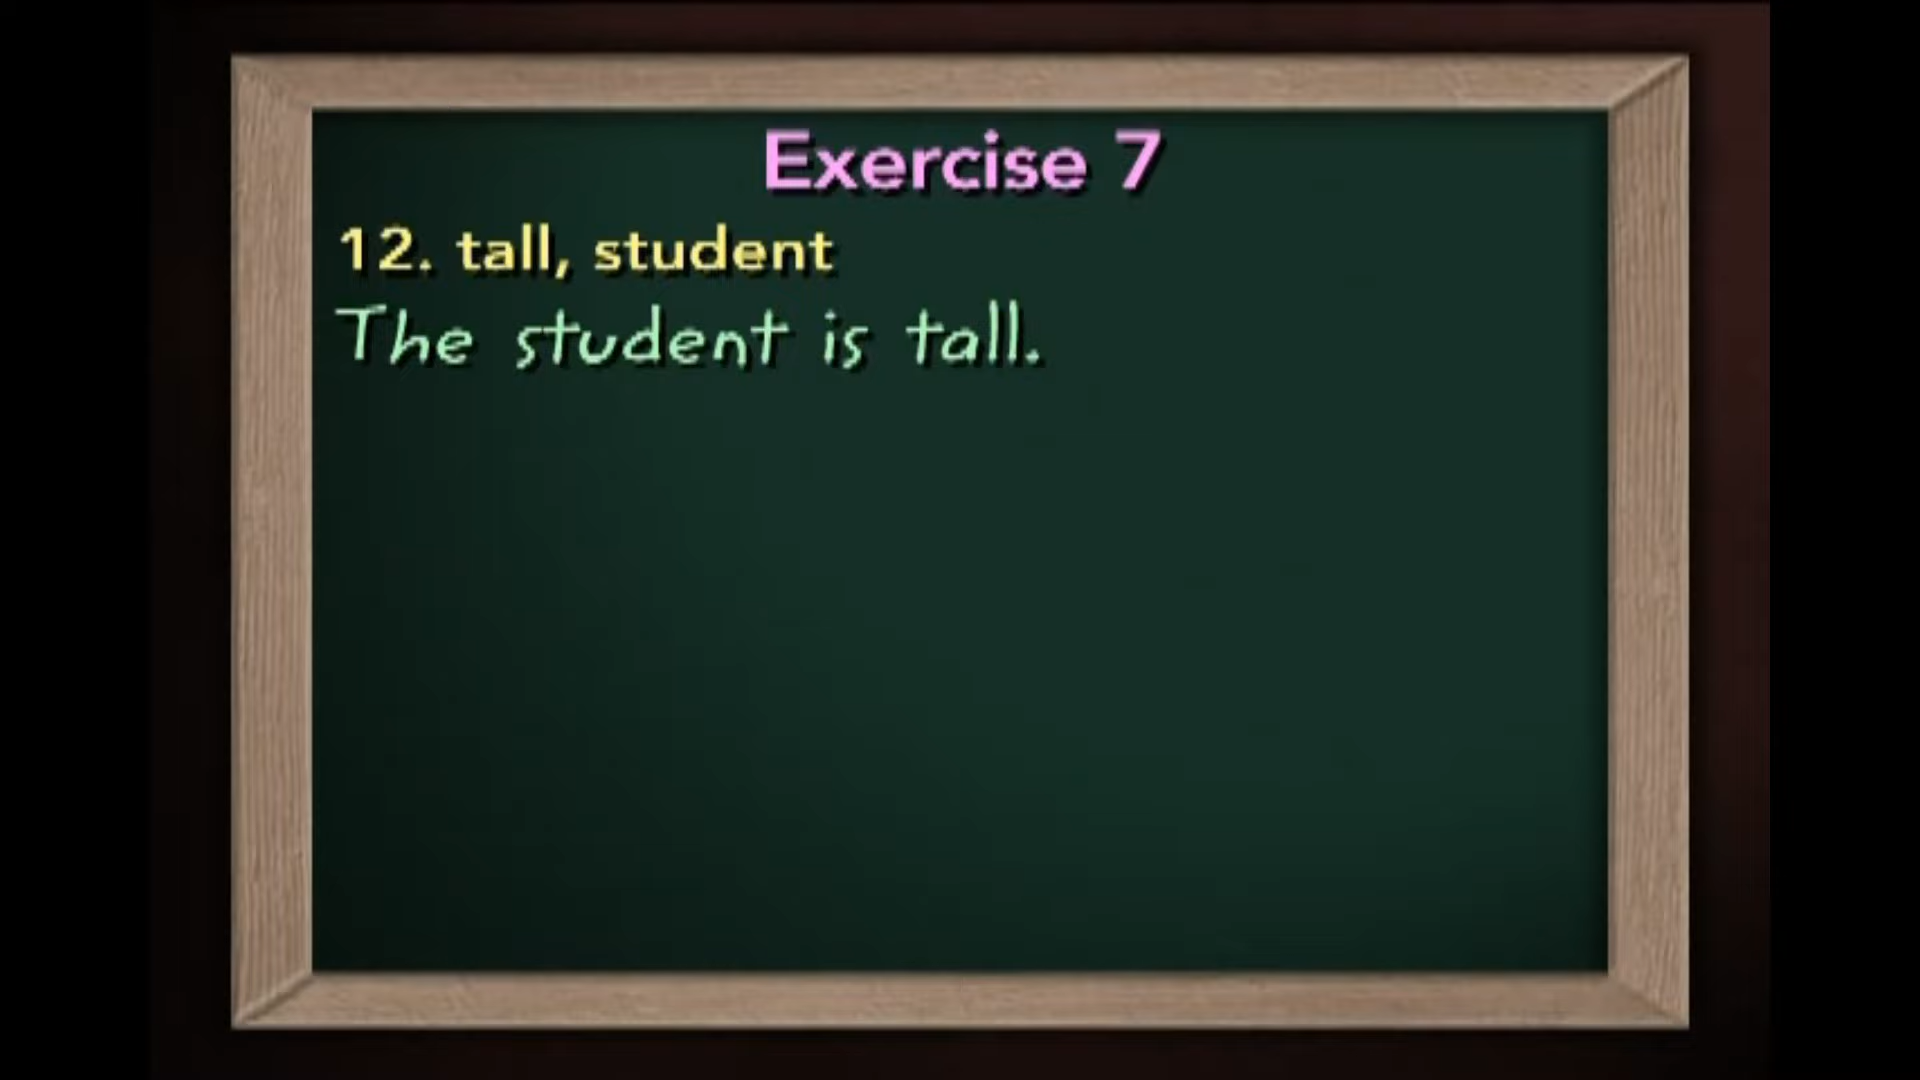 Exercise 7
12. tall, student
The student is tall.